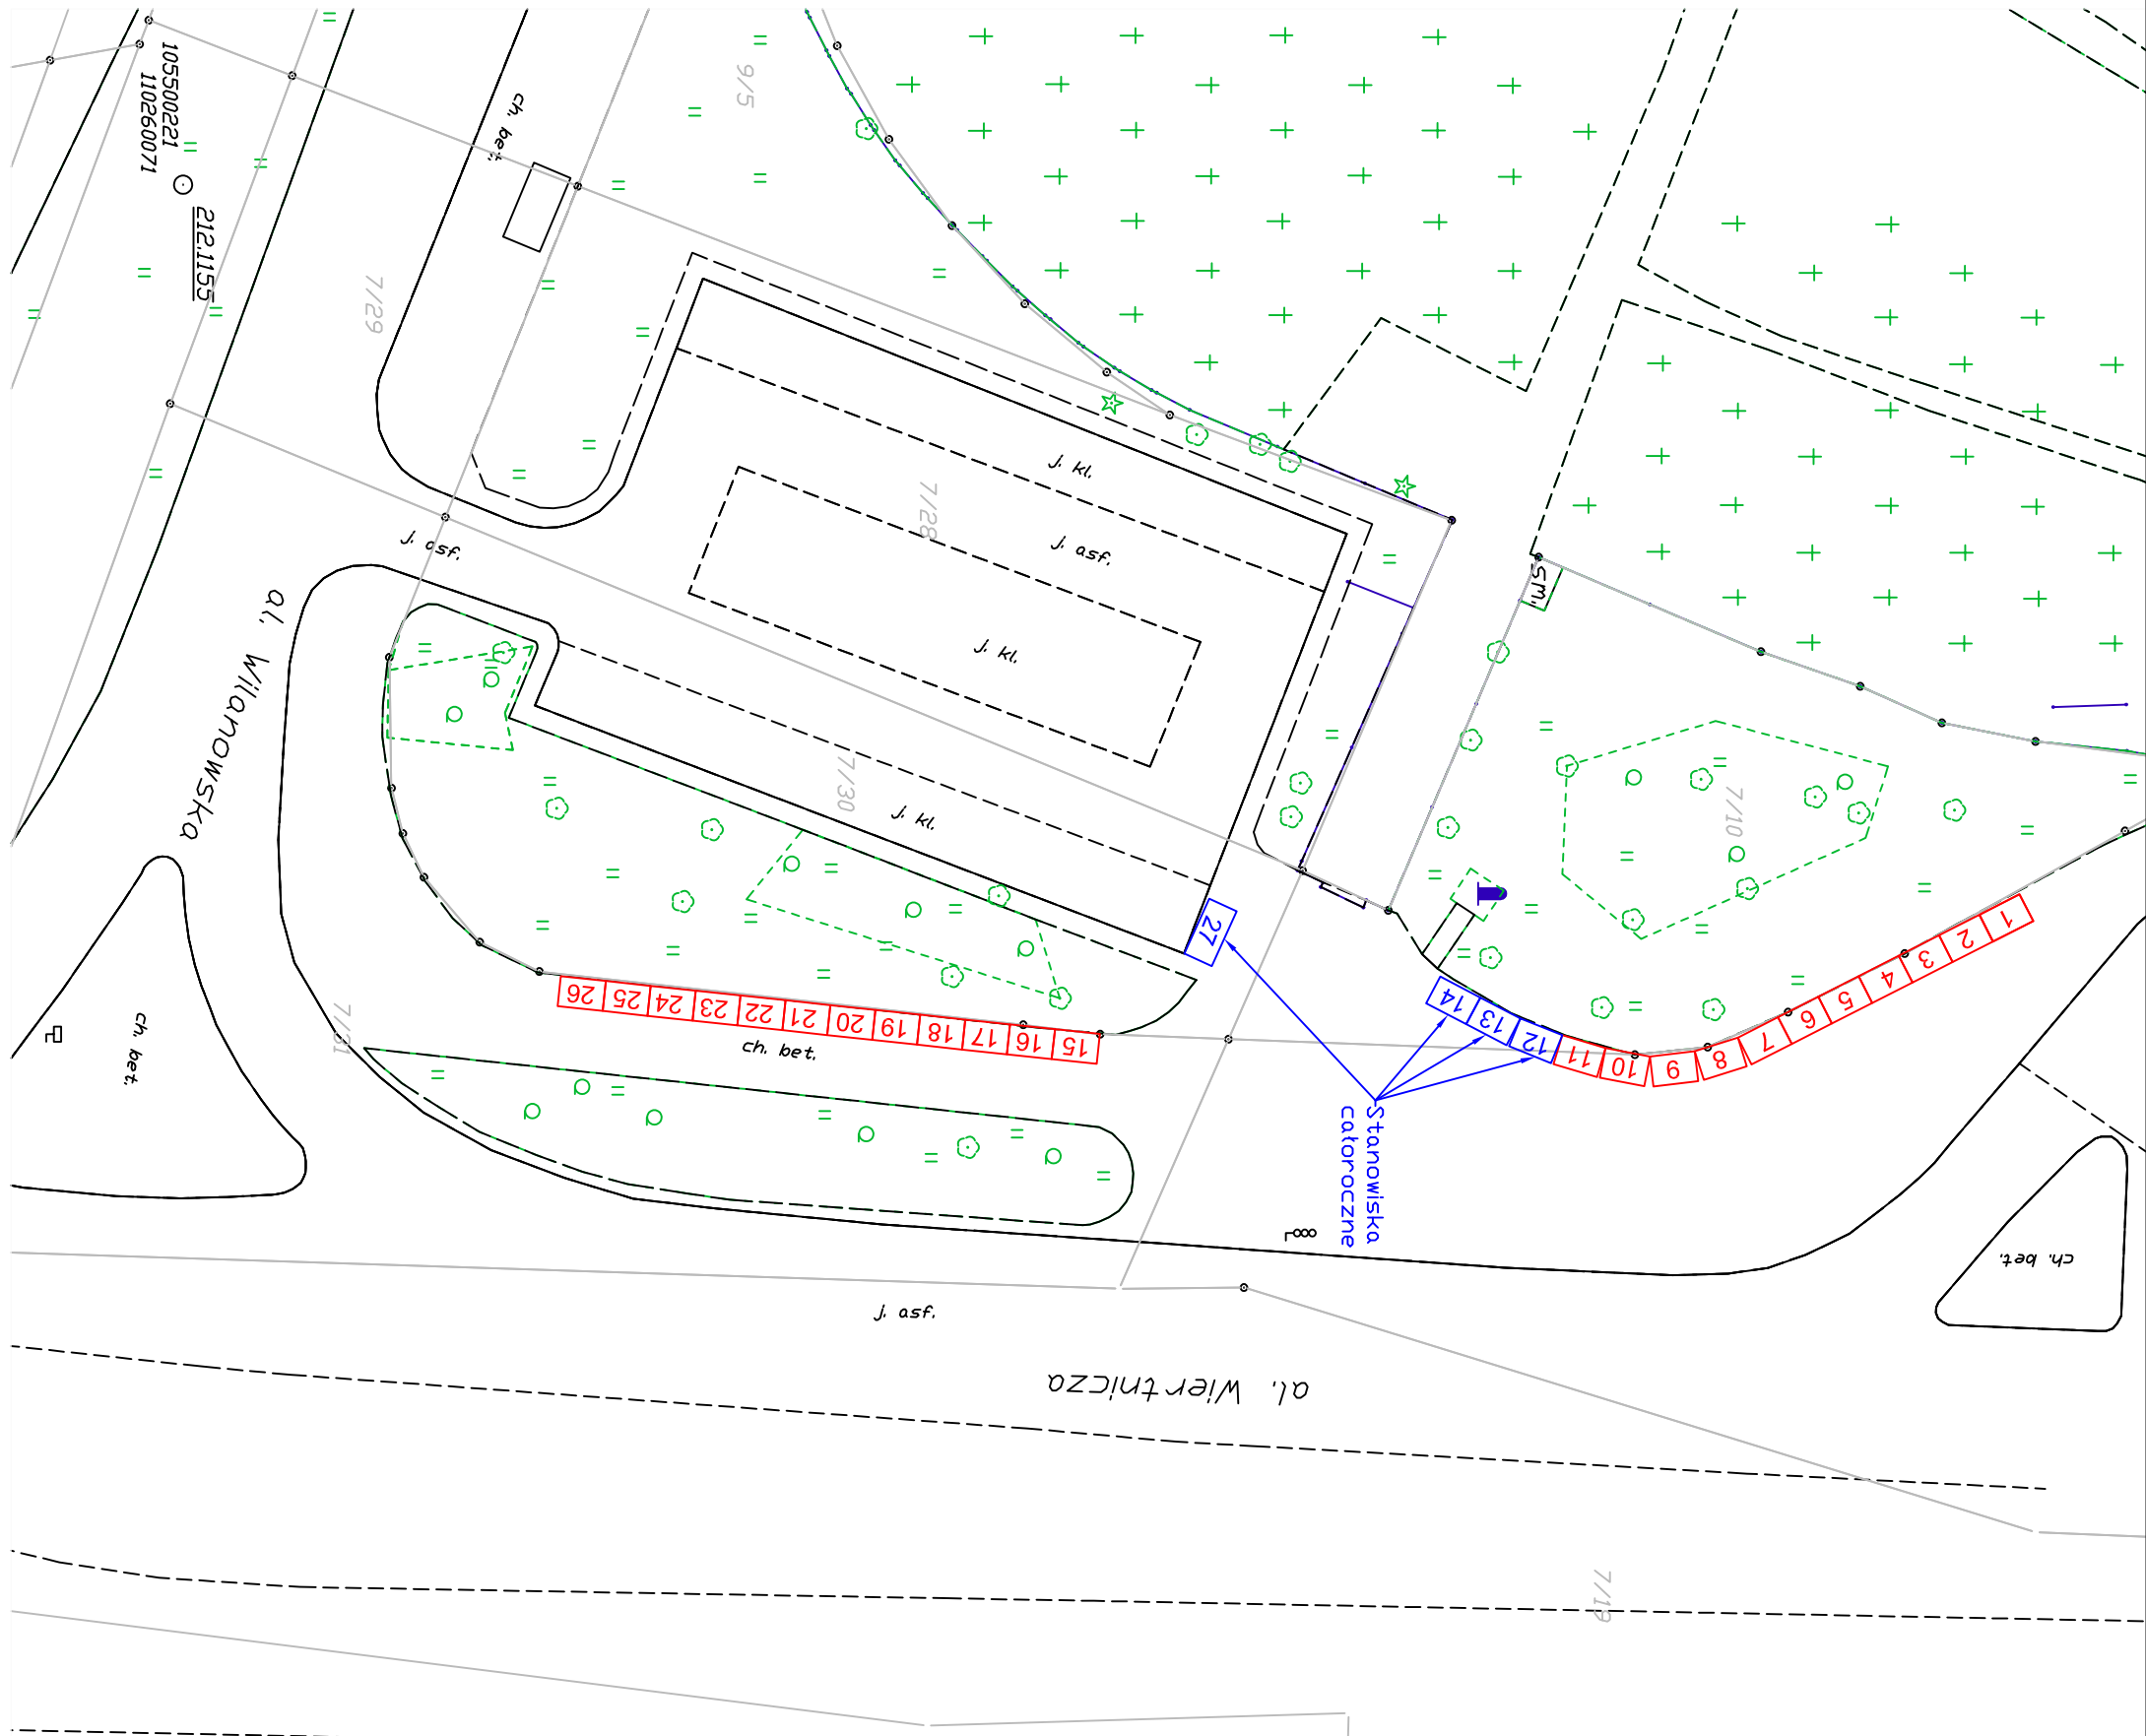 105500221
110260071
212.1155
ch. bet.
9/5
7/29
j. kl.
7/28
j. asf.
j. asf.
sm.
al. Wilanowska
j. kl.
7/30
j. kl.
7/10
27
1
2
3
4
5
6
7
8
9
10
11
12
13
14
15
16
17
18
19
20
21
22
23
24
25
26
7/31
ch. bet.
ch. bet.
Stanowiska
całoroczne
ch. bet.
j. asf.
al. Wiertnicza
7/19